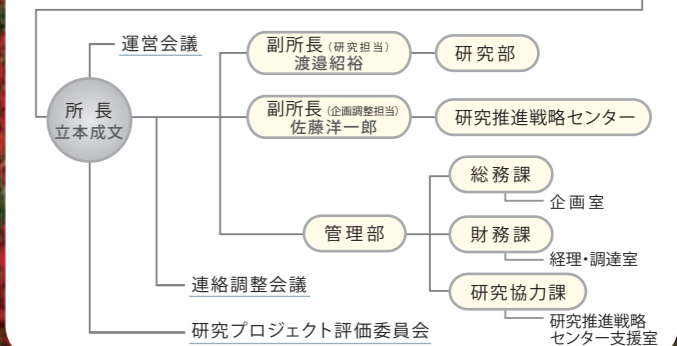 運営会議
副所長（研究担当）
渡邉紹裕
研究部
所長
立本成文
副所長（企画調整担当）
佐藤洋一郎
研究推進戦略センター
総務課
企画室
管理部
財務課
経理・調達室
連絡調整会議
研究協力課
研究推進戦略
センター支援室
研究プロジェクト評価委員会